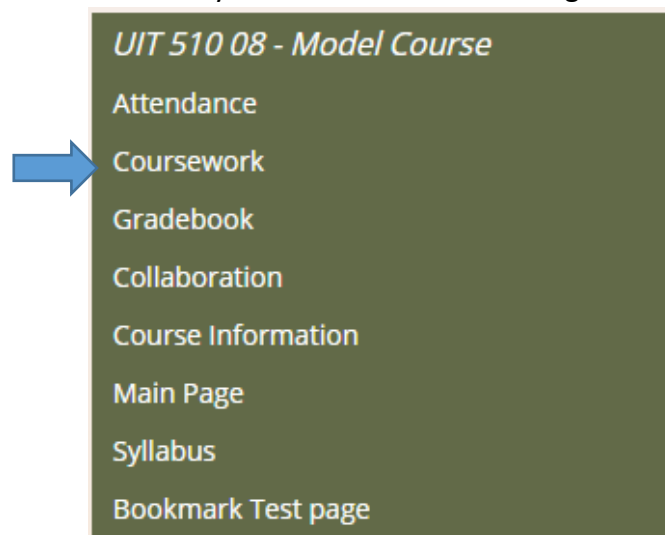 UIT 510 08 - Model Course
Attendance
Coursework
Gradebook
Collaboration
Course Information
Main Page
Syllabus
Bookmark Test page